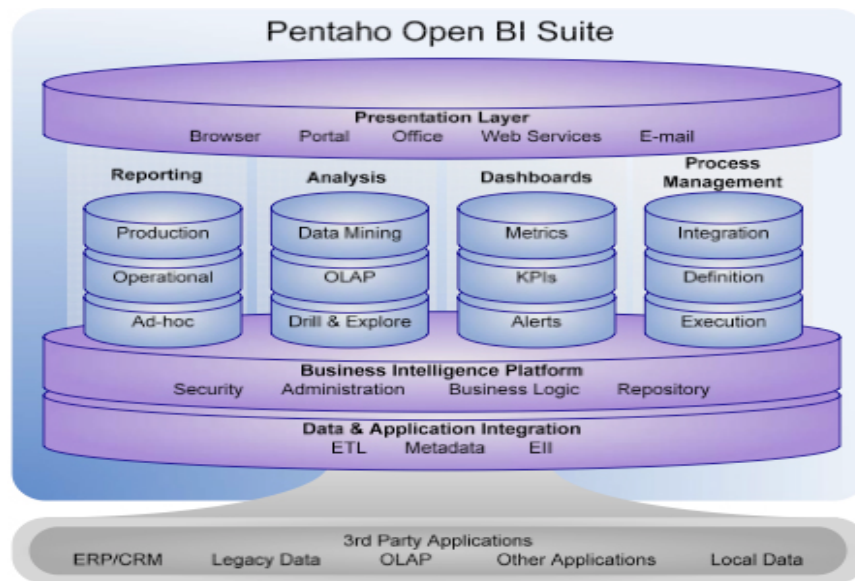 Pentaho Open BI Suite
Presentation Layer
Browser Portal Office Web Services E-mail
Reporting
Production
Operational
Ad-hoc
Analysis
Data Mining
OLAP
Drill & Explore
Dashboards
Metrics
KPIs
Alerts
Process
Management
Integration
Definition
Execution
Business Intelligence Platform
Security Administration Business Logic Repository
Data & Application Integration
ETL Metadata EII
3rd Party Applications
ERP/CRM Legacy Data OLAP Other Applications Local Data